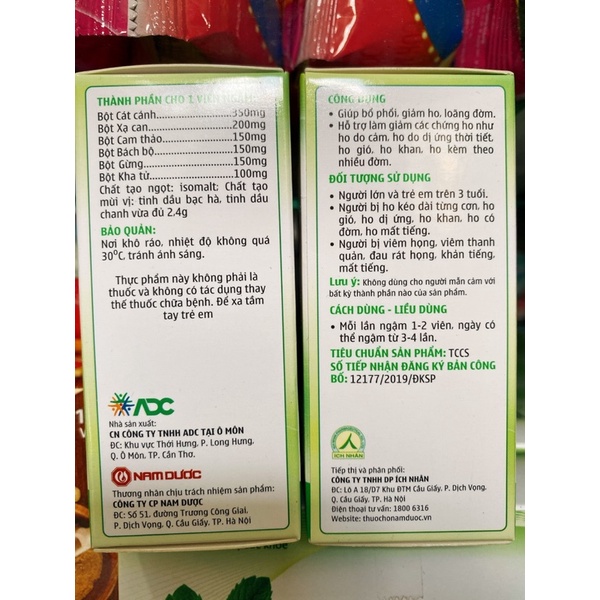 THÀNH PHẦN CHO 1 VIÊN
Bột Cát cánh....................350mg
Bột Xạ can.......................200mg
Bột Cam thảo....................150mg
Bột Bách bộ......................150mg
Bột Gừng..........................150mg
Bột Kha tử........................100mg
Chất tạo ngọt: isomalt; Chất tạo
mùi vị: tinh dầu bạc hà, tinh dầu
chanh vừa đủ 2.4g
BẢO QUẢN:
Nơi khô ráo, nhiệt độ không quá
30°C, tránh ánh sáng.
Thực phẩm này không phải là
thuốc và không có tác dụng thay
thế thuốc chữa bệnh. Để xa tầm
tay trẻ em
ADC
Nhà sản xuất:
CN CÔNG TY TNHH ADC TẠI Ô MÔN
ĐC: Khu vực Thới Hưng, P. Long Hưng,
Q. Ô Môn, TP. Cần Thơ.
NAM DƯỢC
Thương nhân chịu trách nhiệm sản phẩm:
CÔNG TY CP NAM DƯỢC
ĐC: Số 51, đường Trương Công Giai,
P. Dịch Vọng, Q. Cầu Giấy, TP. Hà Nội
CÔNG DỤNG
• Giúp bổ phổi, giảm ho, loãng đờm.
• Hỗ trợ làm giảm các chứng ho như
ho do cảm, ho do dị ứng thời tiết,
ho gió, ho khan, ho kèm theo
nhiều đờm.
ĐỐI TƯỢNG SỬ DỤNG
• Người lớn và trẻ em trên 3 tuổi.
• Người bị ho kéo dài từng cơn, ho
gió, ho dị ứng, ho khan, ho có
đờm, ho mất tiếng.
• Người bị viêm họng, viêm thanh
quản, đau rát họng, khản tiếng,
mất tiếng.
Lưu ý: Không dùng cho người mẫn cảm với
bất kỳ thành phần nào của sản phẩm.
CÁCH DÙNG - LIỀU DÙNG
• Mỗi lần ngậm 1-2 viên, ngày có
thể ngậm từ 3-4 lần.
TIÊU CHUẨN SẢN PHẨM: TCCS
SỐ TIẾP NHẬN ĐĂNG KÝ BẢN CÔNG
BỐ: 12177/2019/ĐKSP
ÍCH NHÂN
Tiếp thị và phân phối:
CÔNG TY TNHH DP ÍCH NHÂN
ĐC: Lô A 18/D7 Khu ĐTM Cầu Giấy, P. Dịch Vọng,
Q. Cầu Giấy, TP. Hà Nội
Điện thoại tư vấn: 1800 6316
Website: thuochonamduoc.vn
khỏe